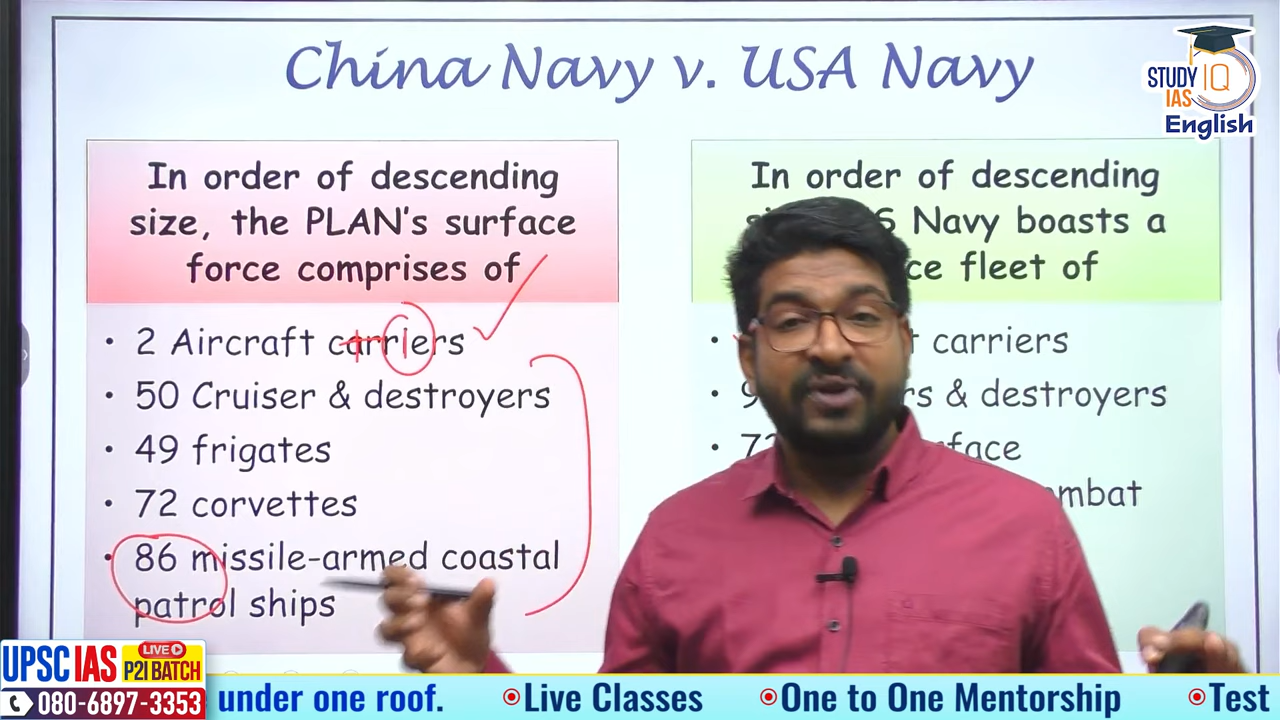 China Navy v. USA Navy
STUDY IQ
IAS
English
In order of descending
size, the PLAN's surface
force comprises of
• 2 Aircraft carriers
• 50 Cruiser & destroyers
• 49 frigates
• 72 corvettes
• 86 missile-armed coastal
patrol ships
In order of descending
Navy boasts a
fleet of
carriers
& destroyers
UPSC IAS
LIVE
P2I BATCH
080-6897-3353
under one roof.
Live Classes
One to One Mentorship
Test